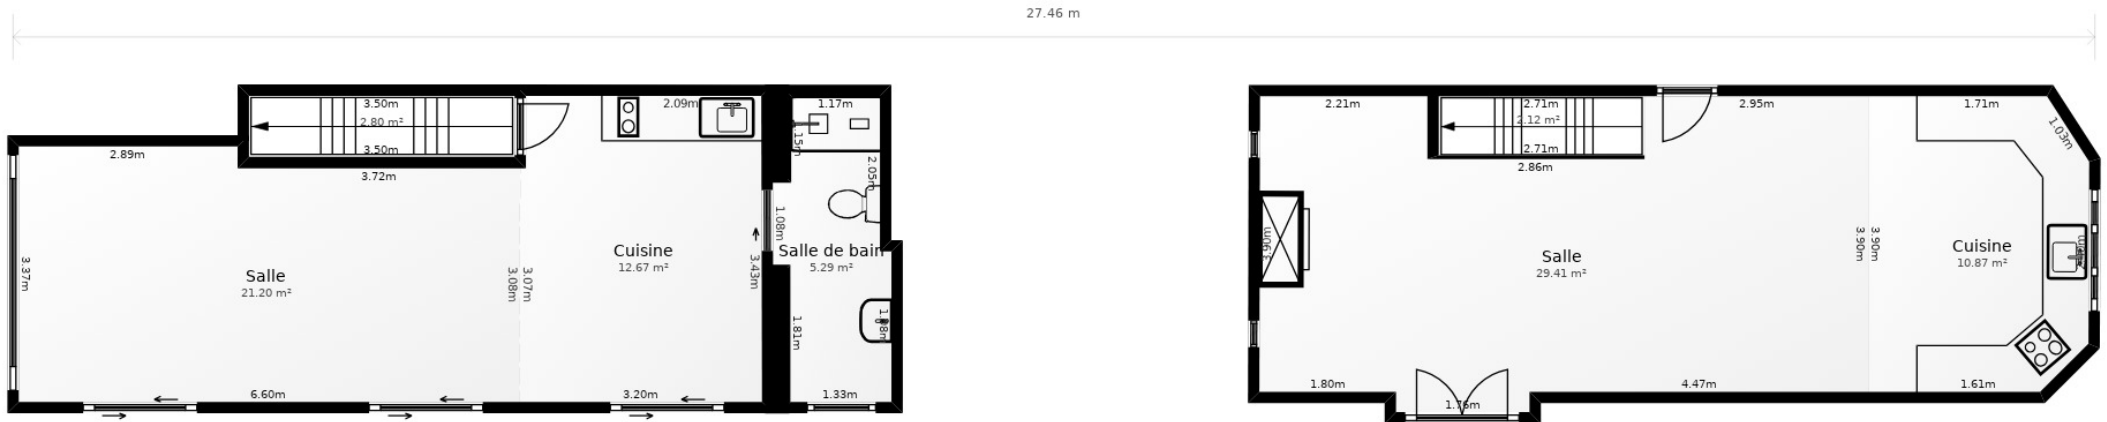 27.46 m
3.50m
2.80 m²
3.50m
2.89m
3.72m
3.37m
Salle
21.20 m²
6.60m
3.08m
3.07m
2.09m
Cuisine
12.67 m²
3.43m
3.20m
1.17m
2.05m
1.08m
Salle de bain
5.29 m²
1.81m
1.33m
2.21m
2.71m
2.12 m²
2.71m
2.86m
2.95m
3.90m
Salle
29.41 m²
1.80m
1.76m
4.47m
3.90m
3.90m
1.71m
1.03m
Cuisine
10.87 m²
1.61m